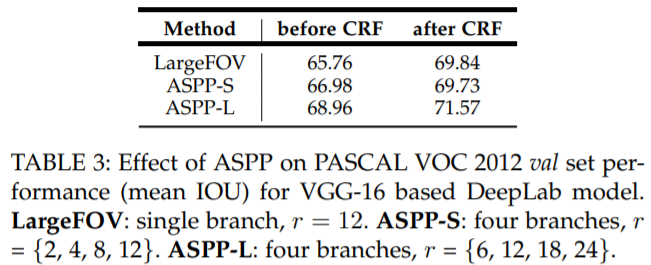 Method before CRF after CRF
LargeFOV 65.76 69.84
ASPP-S 66.98 69.73
ASPP-L 68.96 71.57
TABLE 3: Effect of ASPP on PASCAL VOC 2012 val set per-
formance (mean IOU) for VGG-16 based DeepLab model.
LargeFOV: single branch, r = 12. ASPP-S: four branches, r
= {2, 4, 8, 12}. ASPP-L: four branches, r = {6, 12, 18, 24}.